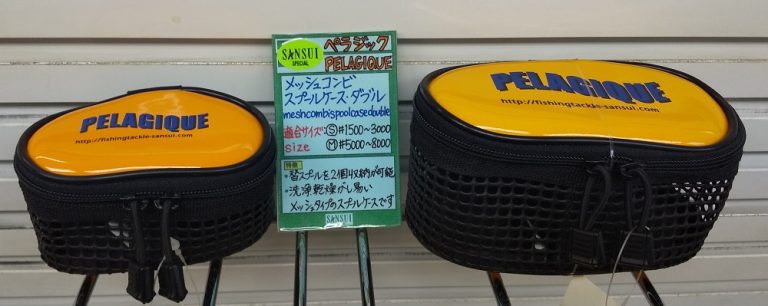 PELAGIQUE
http://fishingtackle-sansui.com/
SANSUI
SPECIAL
ペラジック
PELAGIQUE
メッシュコンビ
スプールケース・ダブル
meshcombispoolcasedouble
適合サイズ Ⓢ #1500~3000
size Ⓜ #5000~8000
特徴
・替スプールを2個収納が可能
・洗浄乾燥がし易い
メッシュタイプのスプールケースです
SANSUI
PELAGIQUE
http://fishingtackle-sansui.com/